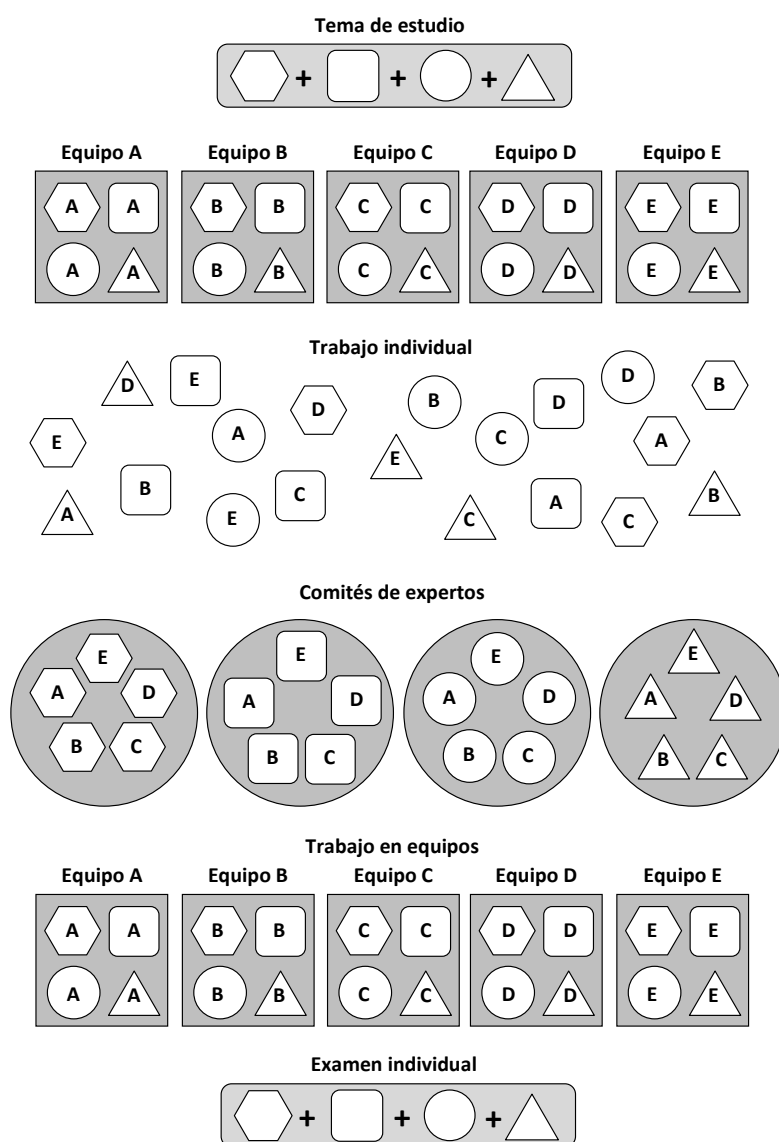 Tema de estudio
+ + +
Equipo A Equipo B Equipo C Equipo D Equipo E
A A B B C C D D E E
A A B B C C D D E E
Trabajo individual
D E D B D D B
E A C A
E
A B E C C A C B
Comités de expertos
E E E E
A D A D A D A D
B C B C B C B C
Trabajo en equipos
Equipo A Equipo B Equipo C Equipo D Equipo E
A A B B C C D D E E
A A B B C C D D E E
Examen individual
+ + +